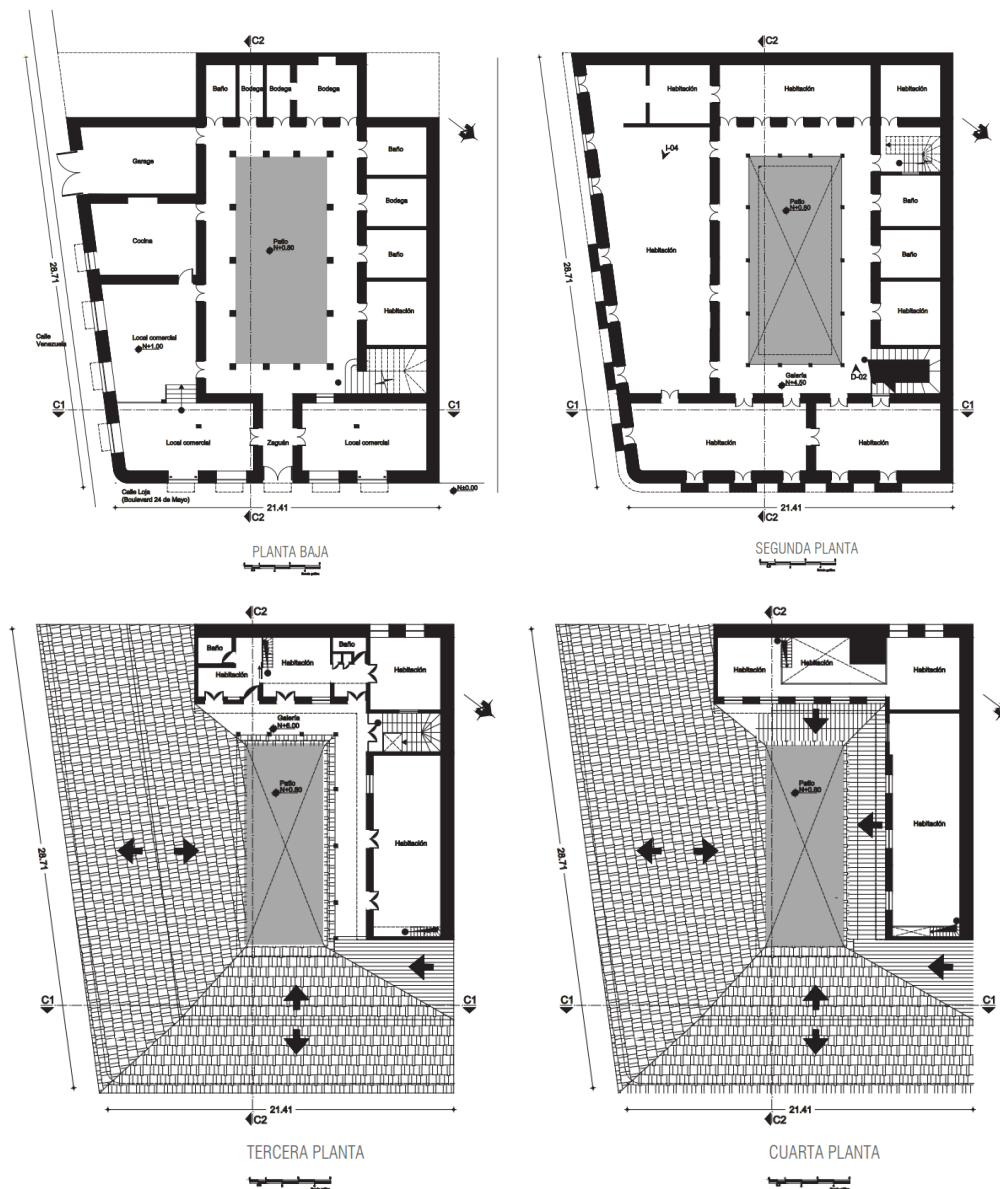 C2
Baño
Bodega
Bodega
Bodega
Garage
Baño
Bodega
Cocina
Patio
N+0.80
Baño
28.71
Calle
Venezuela
Local comercial
N+1.00
Habitación
C1
C1
Local comercial
Zaguán
Local comercial
Calle Loja
(Boulevard 24 de Mayo)
N±0.00
21.41
C2
PLANTA BAJA
C2
Habitación
Habitación
Habitación
I-04
Baño
Patio
N+0.80
Habitación
Baño
28.71
Habitación
Galería
N+4.50
D-02
C1
C1
Habitación
Habitación
21.41
C2
SEGUNDA PLANTA
C2
Baño
Habitación
Baño
Habitación
Habitación
Galería
N+6.00
Patio
N+0.80
Habitación
28.71
C1
C1
21.41
C2
TERCERA PLANTA
C2
Habitación
Habitación
Habitación
Patio
N+0.80
Habitación
28.71
C1
C1
21.41
C2
CUARTA PLANTA